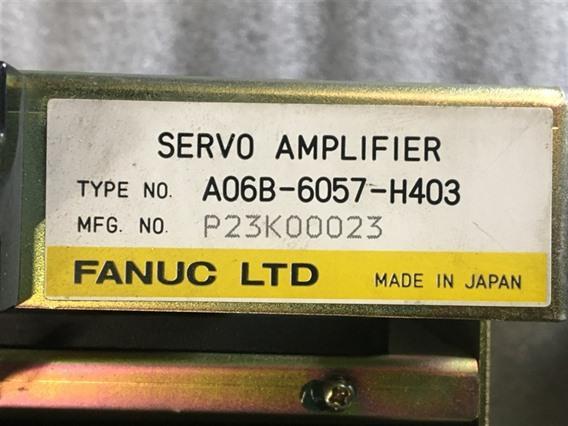 SERVO AMPLIFIER
TYPE NO. A06B-6057-H403
MFG. NO. P23K00023
FANUC LTD MADE IN JAPAN